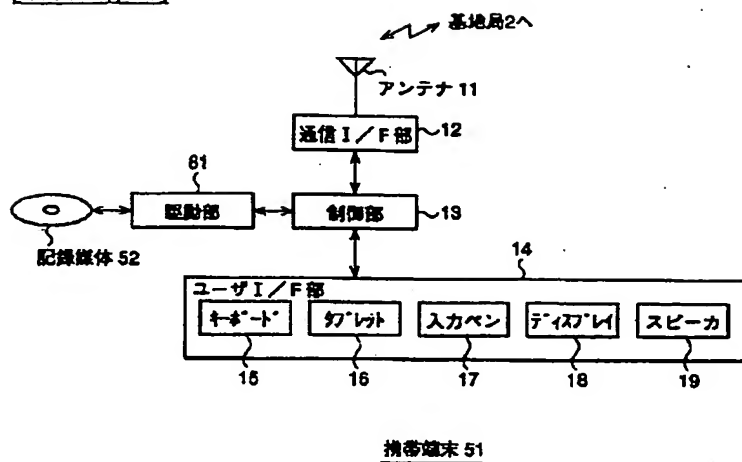 基地局2へ
アンテナ 11
通信I／F部
12
61
駆動部
制御部
13
記録媒体 52
14
ユーザI／F部
ｷｰﾎﾞｰﾄﾞ
ﾀﾌﾞﾚｯﾄ
入力ペン
ﾃﾞｨｽﾌﾟﾚｲ
スピーカ
15
16
17
18
19
携帯端末 51